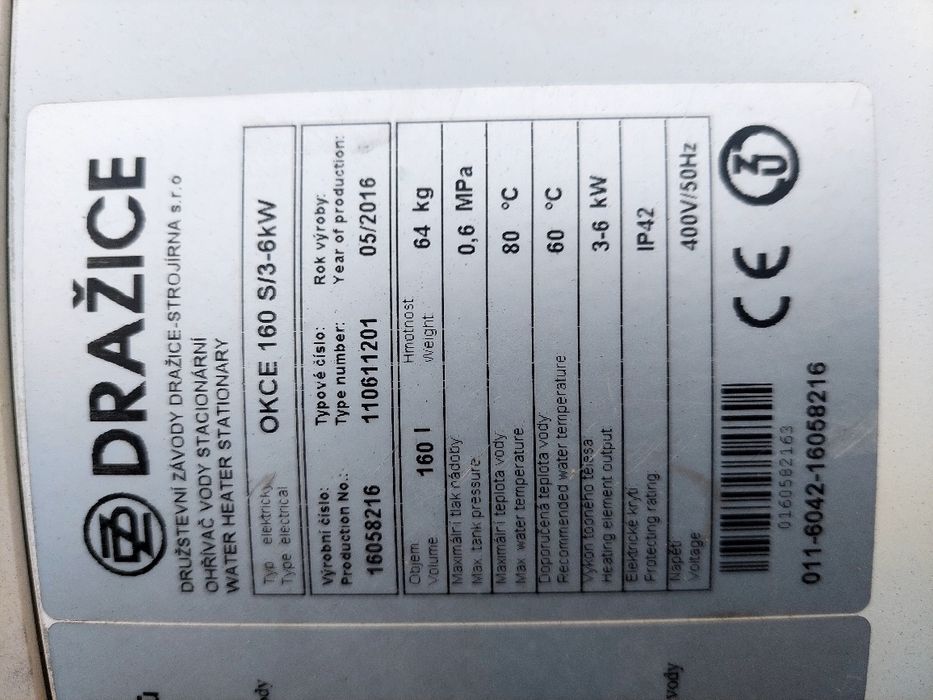 DRAŽICE
DRUŽSTEVNÍ ZÁVODY DRAŽICE-STROJÍRNA s.r.o
OHŘÍVAČ VODY STACIONÁRNÍ
WATER HEATER STATIONARY
Typ elektrický
Type electrical
OKCE 160 S/3-6kW
Výrobní číslo: Typové číslo: Rok výroby:
Production No.: Type number: Year of production:
16058216 110611201 05/2016
Objem Hmotnost
Volume 160 l Weight 64 kg
Maximální tlak nádoby
Max. tank pressure 0,6 MPa
Maximální teplota vody
Max water temperature 80 °C
Doporučená teplota vody
Recommended water temperature 60 °C
Výkon topného tělesa
Heating element output 3-6 kW
Elektrické krytí
Protecting rating IP42
Napětí
Voltage 400V/50Hz
0160582163
CE
011-6042-16058216
vody